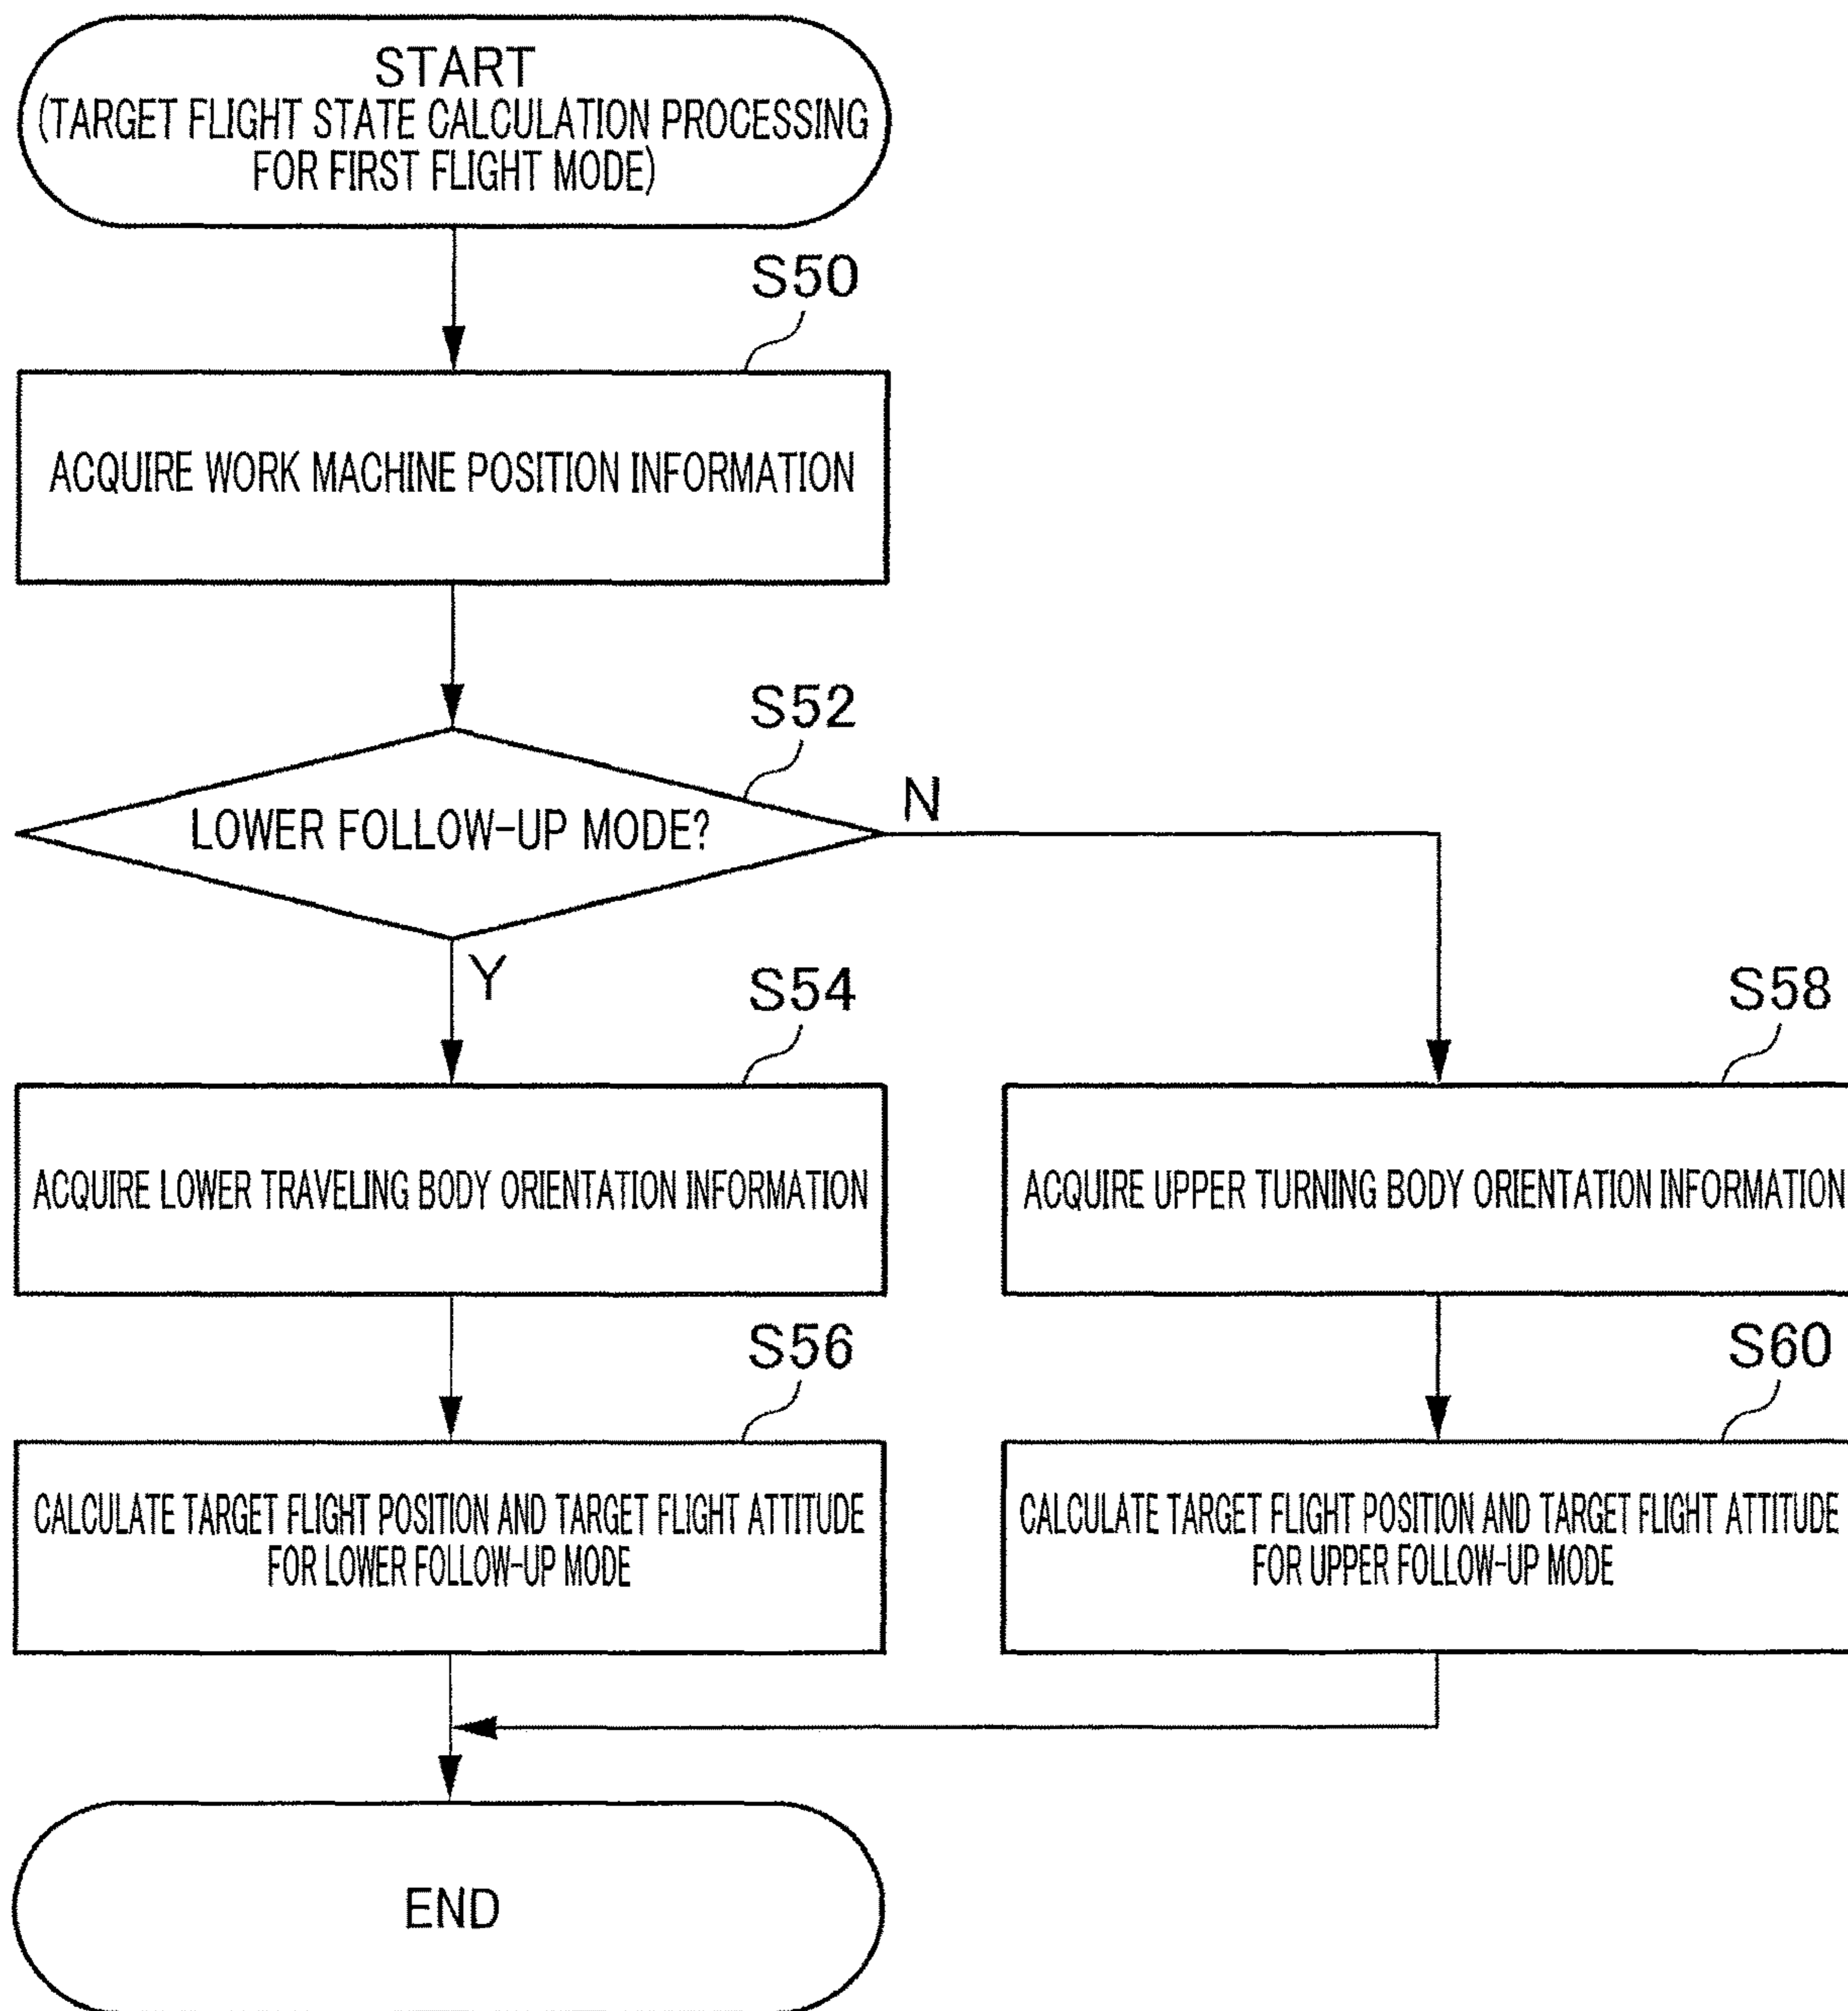 START
(TARGET FLIGHT STATE CALCULATION PROCESSING
FOR FIRST FLIGHT MODE)
S50
ACQUIRE WORK MACHINE POSITION INFORMATION
S52
LOWER FOLLOW-UP MODE?
N
Y
S54
ACQUIRE LOWER TRAVELING BODY ORIENTATION INFORMATION
S56
CALCULATE TARGET FLIGHT POSITION AND TARGET FLIGHT ATTITUDE
FOR LOWER FOLLOW-UP MODE
S58
ACQUIRE UPPER TURNING BODY ORIENTATION INFORMATION
S60
CALCULATE TARGET FLIGHT POSITION AND TARGET FLIGHT ATTITUDE
FOR UPPER FOLLOW-UP MODE
END